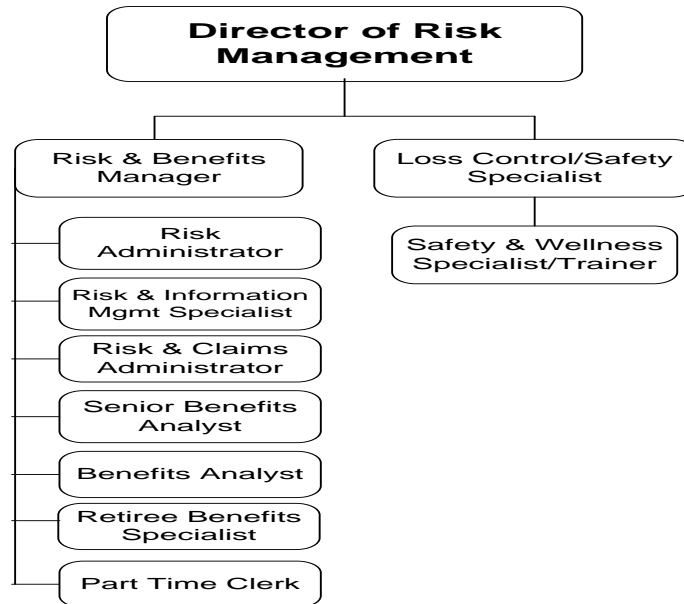 Director of Risk
Management
Risk & Benefits
Manager
Loss Control/Safety
Specialist
Risk
Administrator
Safety & Wellness
Specialist/Trainer
Risk & Information
Mgmt Specialist
Risk & Claims
Administrator
Senior Benefits
Analyst
Benefits Analyst
Retiree Benefits
Specialist
Part Time Clerk